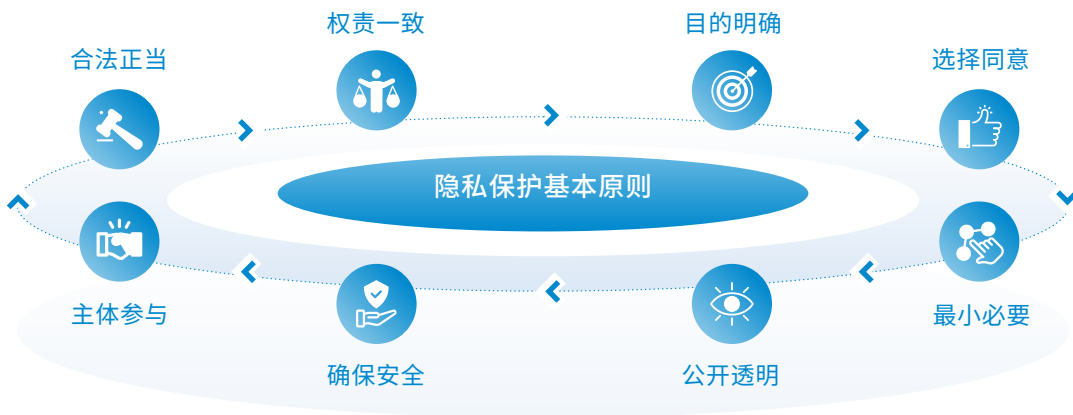 权责一致
目的明确
合法正当
选择同意
隐私保护基本原则
主体参与
最小必要
确保安全
公开透明